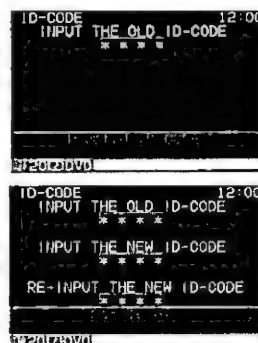 ID-CODE 12:00
INPUT THE OLD ID-CODE
* * * *
ID-CODE 12:00
INPUT THE OLD ID-CODE
* * * *
INPUT THE NEW ID-CODE
* * * *
RE-INPUT THE NEW ID-CODE
* * * *